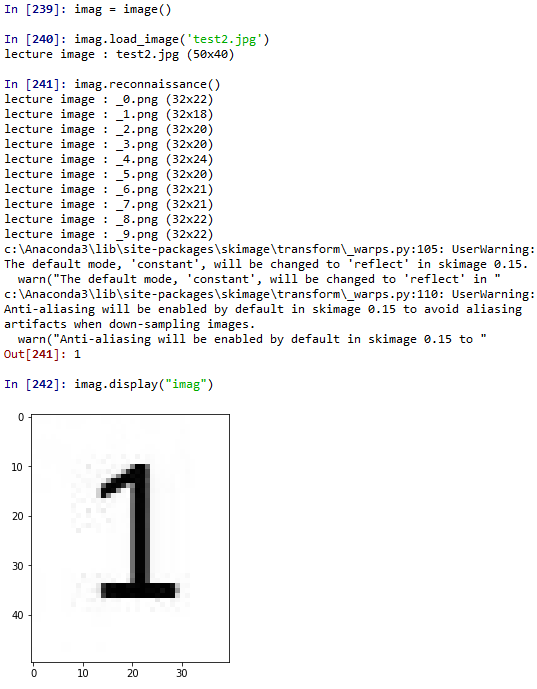 In [239]: imag = image()
In [240]: imag.load_image('test2.jpg')
lecture image : test2.jpg (50x40)
In [241]: imag.reconnaissance()
lecture image : _0.png (32x22)
lecture image : _1.png (32x18)
lecture image : _2.png (32x20)
lecture image : _3.png (32x20)
lecture image : _4.png (32x24)
lecture image : _5.png (32x20)
lecture image : _6.png (32x21)
lecture image : _7.png (32x21)
lecture image : _8.png (32x22)
lecture image : _9.png (32x22)
c:\Anaconda3\lib\site-packages\skimage\transform\_warps.py:105: UserWarning:
The default mode, 'constant', will be changed to 'reflect' in skimage 0.15.
warn("The default mode, 'constant', will be changed to 'reflect' in "
c:\Anaconda3\lib\site-packages\skimage\transform\_warps.py:110: UserWarning:
Anti-aliasing will be enabled by default in skimage 0.15 to avoid aliasing
artifacts when down-sampling images.
warn("Anti-aliasing will be enabled by default in skimage 0.15 to "
Out[241]: 1
In [242]: imag.display("imag")
0
10
20
30
40
1
0 10 20 30